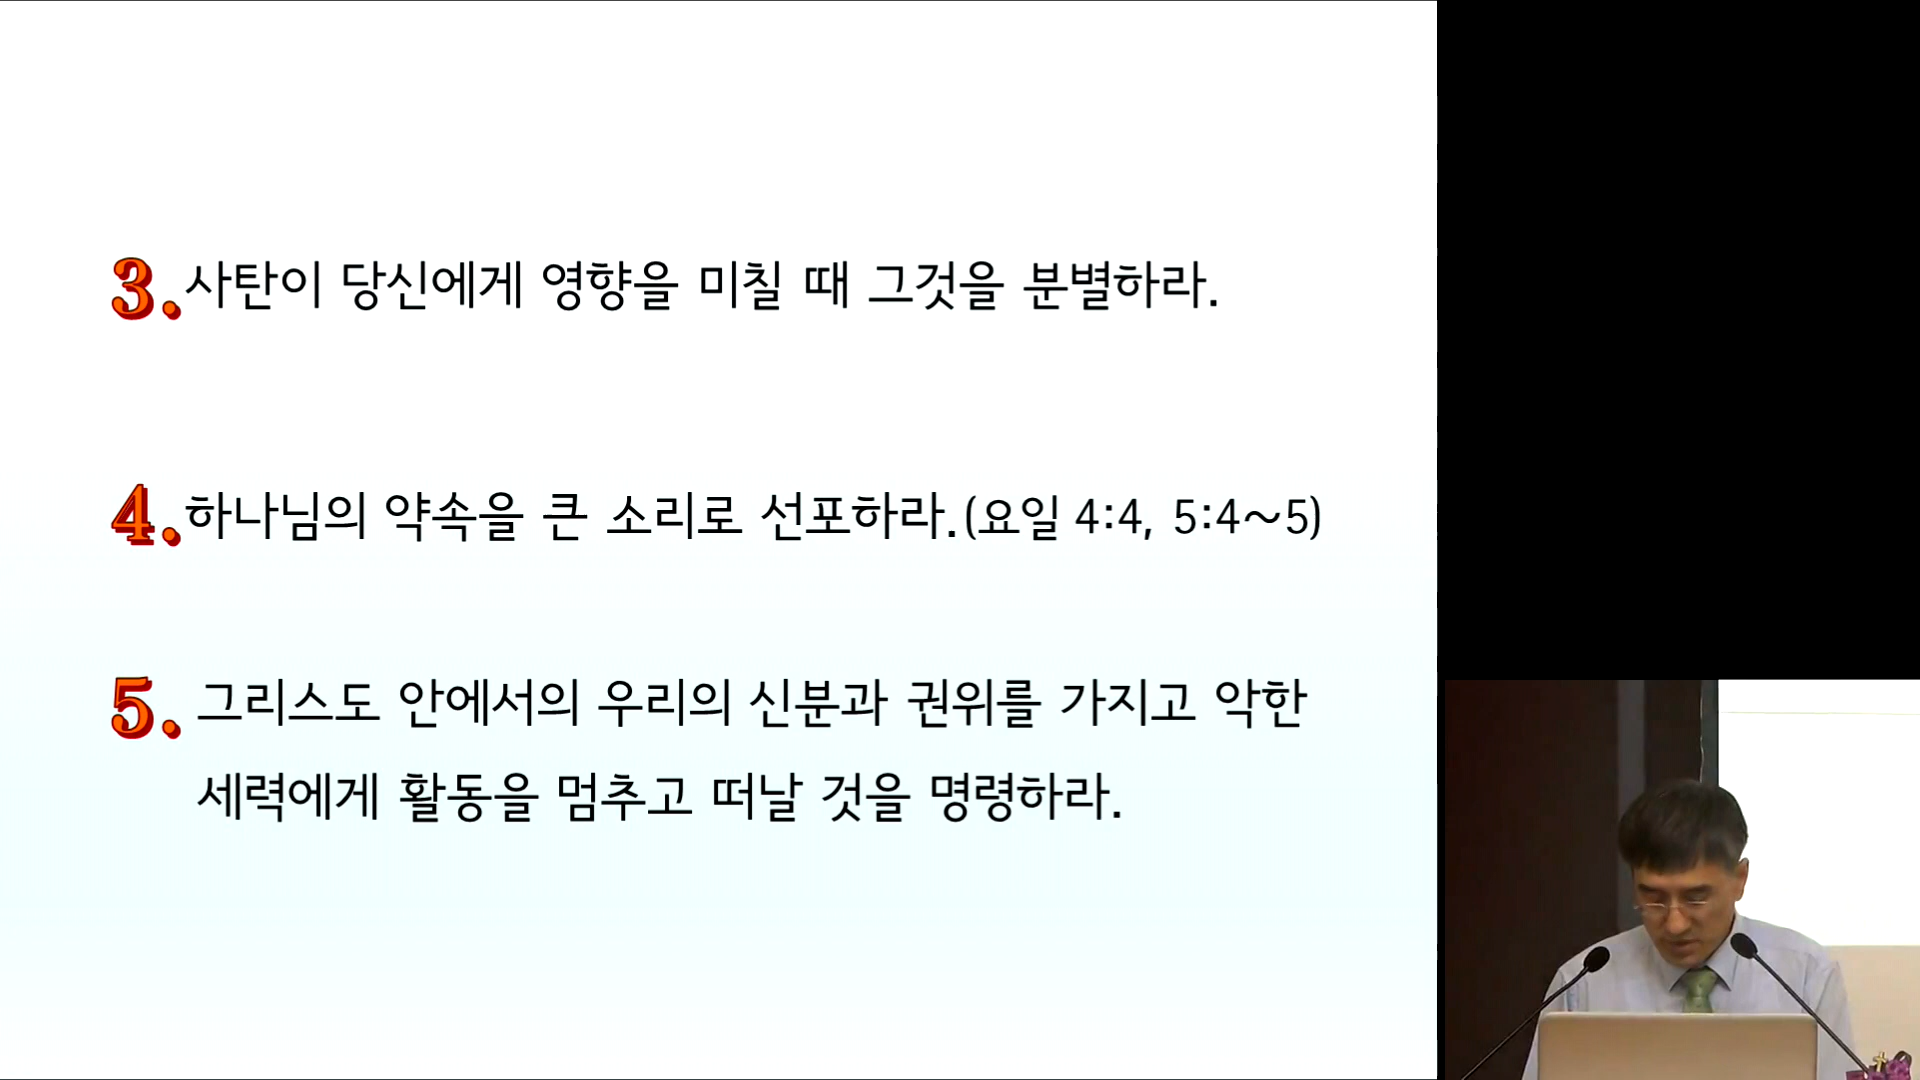 3. 사탄이 당신에게 영향을 미칠 때 그것을 분별하라.
4. 하나님의 약속을 큰 소리로 선포하라.(요일 4:4, 5:4~5)
5. 그리스도 안에서의 우리의 신분과 권위를 가지고 악한
세력에게 활동을 멈추고 떠날 것을 명령하라.